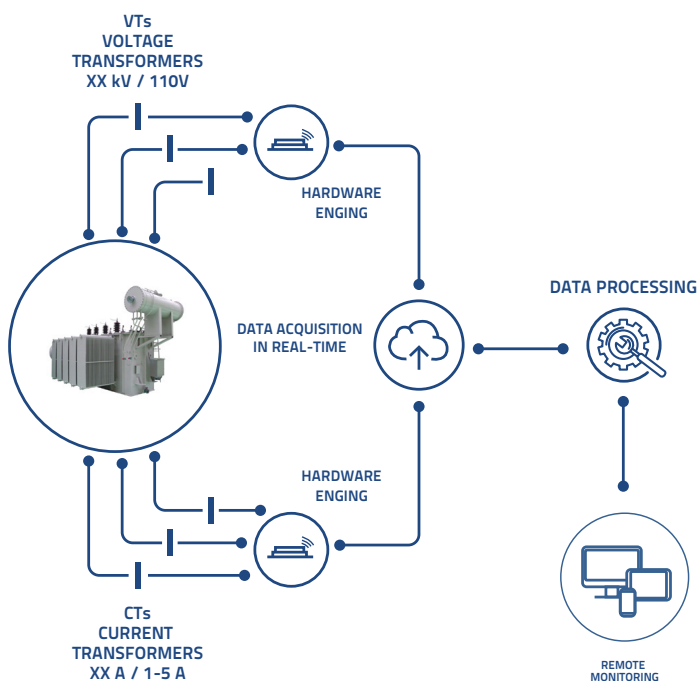 VTs
VOLTAGE
TRANSFORMERS
XX kV / 110V
HARDWARE
ENGING
DATA PROCESSING
DATA ACQUISITION
IN REAL-TIME
HARDWARE
ENGING
CTs
CURRENT
TRANSFORMERS
XX A / 1-5 A
REMOTE
MONITORING